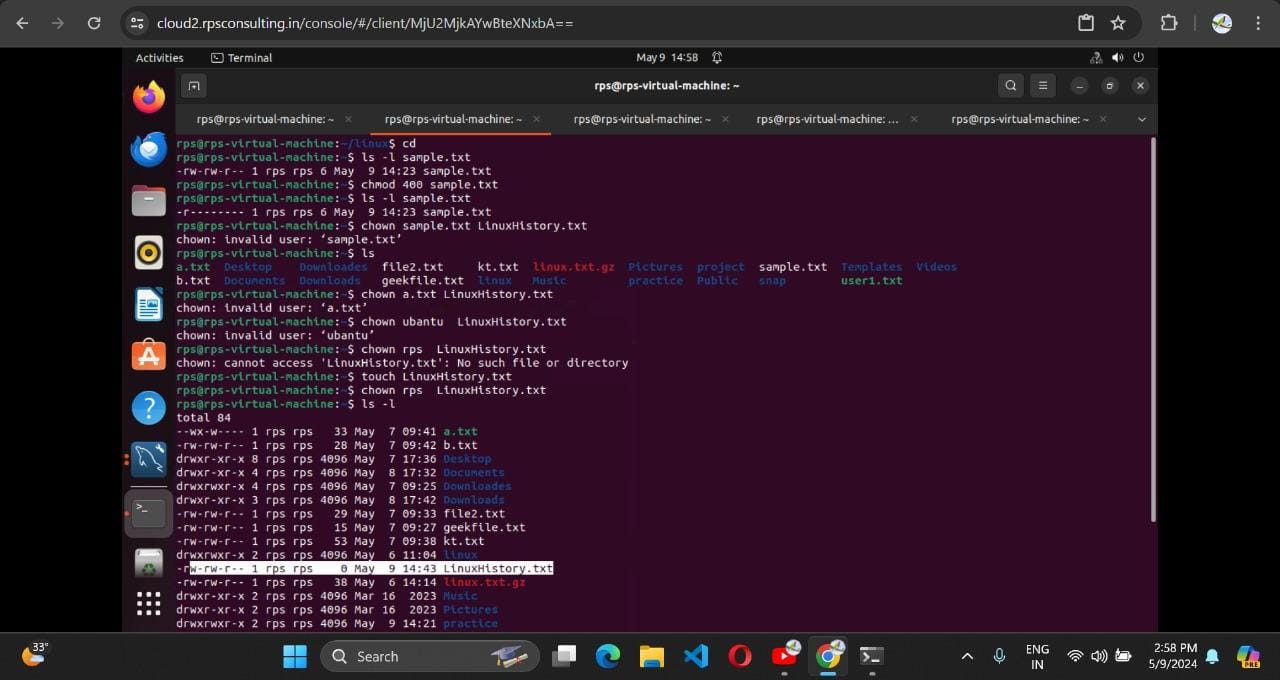 cloud2.rpsconsulting.in/console/#/client/MjU2MjkAYwBteXNxbA==
Activities Terminal May 9 14:58
rps@rps-virtual-machine: ~
rps@rps-virtual-machine: ~ rps@rps-virtual-machine: ~ rps@rps-virtual-machine: ~ rps@rps-virtual-machine: ... rps@rps-virtual-machine: ~
rps@rps-virtual-machine:~/linux$ cd
rps@rps-virtual-machine:~$ ls -l sample.txt
-rw-rw-r-- 1 rps rps 6 May  9 14:23 sample.txt
rps@rps-virtual-machine:~$ chmod 400 sample.txt
rps@rps-virtual-machine:~$ ls -l sample.txt
-r-------- 1 rps rps 6 May  9 14:23 sample.txt
rps@rps-virtual-machine:~$ chown sample.txt LinuxHistory.txt
chown: invalid user: ‘sample.txt’
rps@rps-virtual-machine:~$ ls
a.txt  Desktop    Downloades  file2.txt     kt.txt  linux.txt.gz  Pictures  project  sample.txt  Templates  Videos
b.txt  Documents  Downloads   geekfile.txt  linux   Music         practice  Public   snap        user1.txt
rps@rps-virtual-machine:~$ chown a.txt LinuxHistory.txt
chown: invalid user: ‘a.txt’
rps@rps-virtual-machine:~$ chown ubantu  LinuxHistory.txt
chown: invalid user: ‘ubantu’
rps@rps-virtual-machine:~$ chown rps  LinuxHistory.txt
chown: cannot access 'LinuxHistory.txt': No such file or directory
rps@rps-virtual-machine:~$ touch LinuxHistory.txt
rps@rps-virtual-machine:~$ chown rps  LinuxHistory.txt
rps@rps-virtual-machine:~$ ls -l
total 84
--wx-w---- 1 rps rps   33 May  7 09:41 a.txt
-rw-rw-r-- 1 rps rps   28 May  7 09:42 b.txt
drwxr-xr-x 8 rps rps 4096 May  7 17:36 Desktop
drwxr-xr-x 4 rps rps 4096 May  8 17:32 Documents
drwxrwxr-x 4 rps rps 4096 May  7 09:25 Downloades
drwxr-xr-x 3 rps rps 4096 May  8 17:42 Downloads
-rw-rw-r-- 1 rps rps   29 May  7 09:33 file2.txt
-rw-rw-r-- 1 rps rps   15 May  7 09:27 geekfile.txt
-rw-rw-r-- 1 rps rps   53 May  7 09:38 kt.txt
drwxrwxr-x 2 rps rps 4096 May  6 11:04 linux
-rw-rw-r-- 1 rps rps    0 May  9 14:43 LinuxHistory.txt
-rw-rw-r-- 1 rps rps   38 May  6 14:14 linux.txt.gz
drwxr-xr-x 2 rps rps 4096 Mar 16  2023 Music
drwxr-xr-x 2 rps rps 4096 Mar 16  2023 Pictures
drwxrwxr-x 2 rps rps 4096 May  9 14:21 practice
33° Search ENG 2:58 PM
IN 5/9/2024 PRE